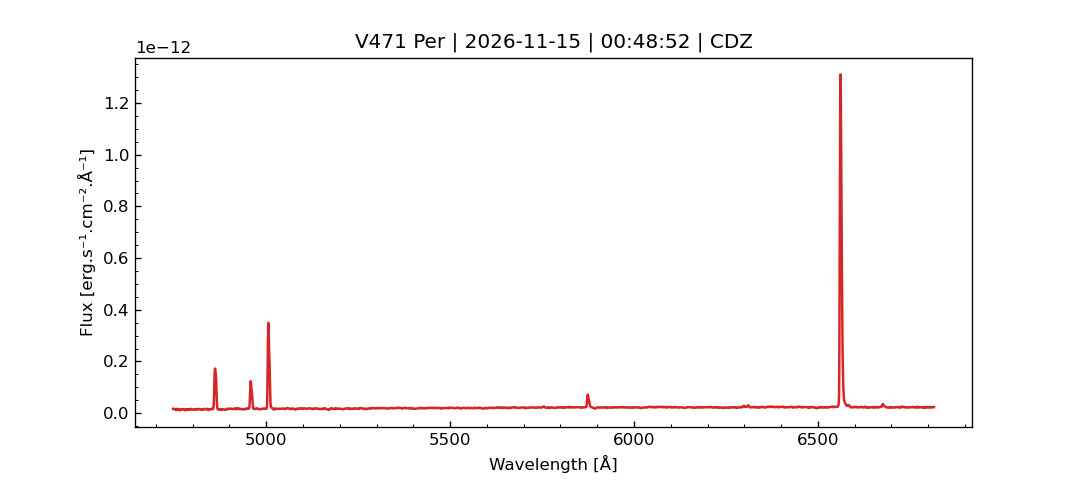 V471 Per | 2026-11-15 | 00:48:52 | CDZ
1e−12
1.2
1.0
0.8
0.6
0.4
0.2
0.0
Flux [erg.s⁻¹.cm⁻².Å⁻¹]
5000 5500 6000 6500
Wavelength [Å]